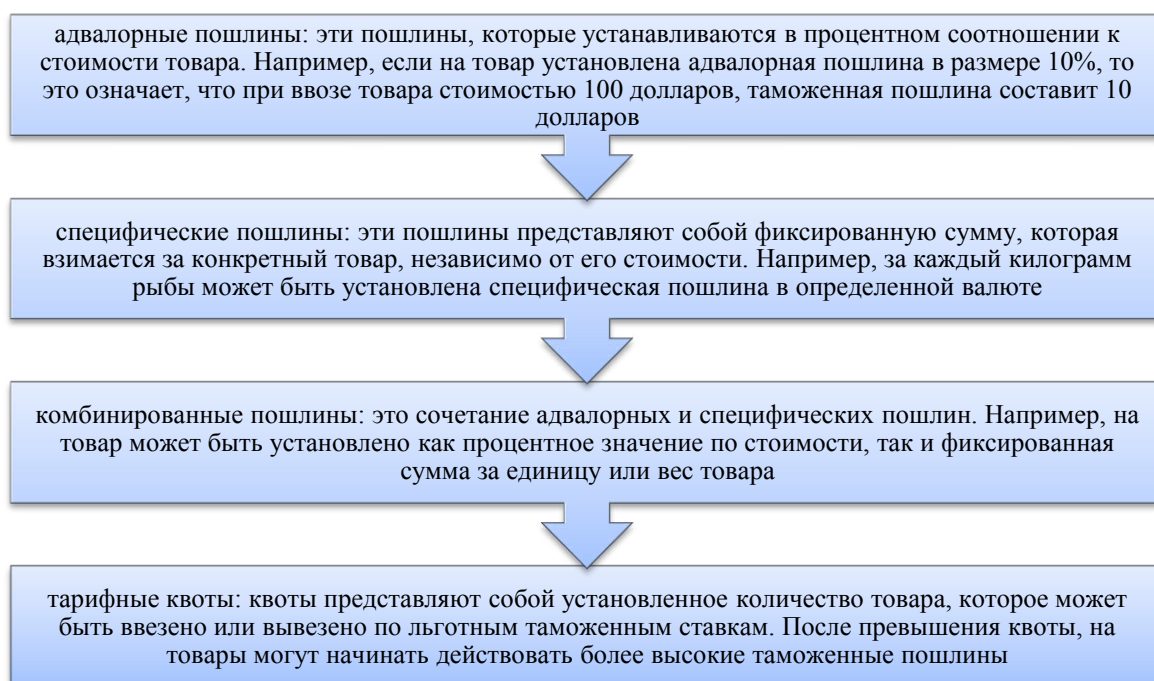 адвалорные пошлины: эти пошлины, которые устанавливаются в процентном соотношении к
стоимости товара. Например, если на товар установлена адвалорная пошлина в размере 10%, то
это означает, что при ввозе товара стоимостью 100 долларов, таможенная пошлина составит 10
долларов
специфические пошлины: эти пошлины представляют собой фиксированную сумму, которая
взимается за конкретный товар, независимо от его стоимости. Например, за каждый килограмм
рыбы может быть установлена специфическая пошлина в определенной валюте
комбинированные пошлины: это сочетание адвалорных и специфических пошлин. Например, на
товар может быть установлено как процентное значение по стоимости, так и фиксированная
сумма за единицу или вес товара
тарифные квоты: квоты представляют собой установленное количество товара, которое может
быть ввезено или вывезено по льготным таможенным ставкам. После превышения квоты, на
товары могут начинать действовать более высокие таможенные пошлины